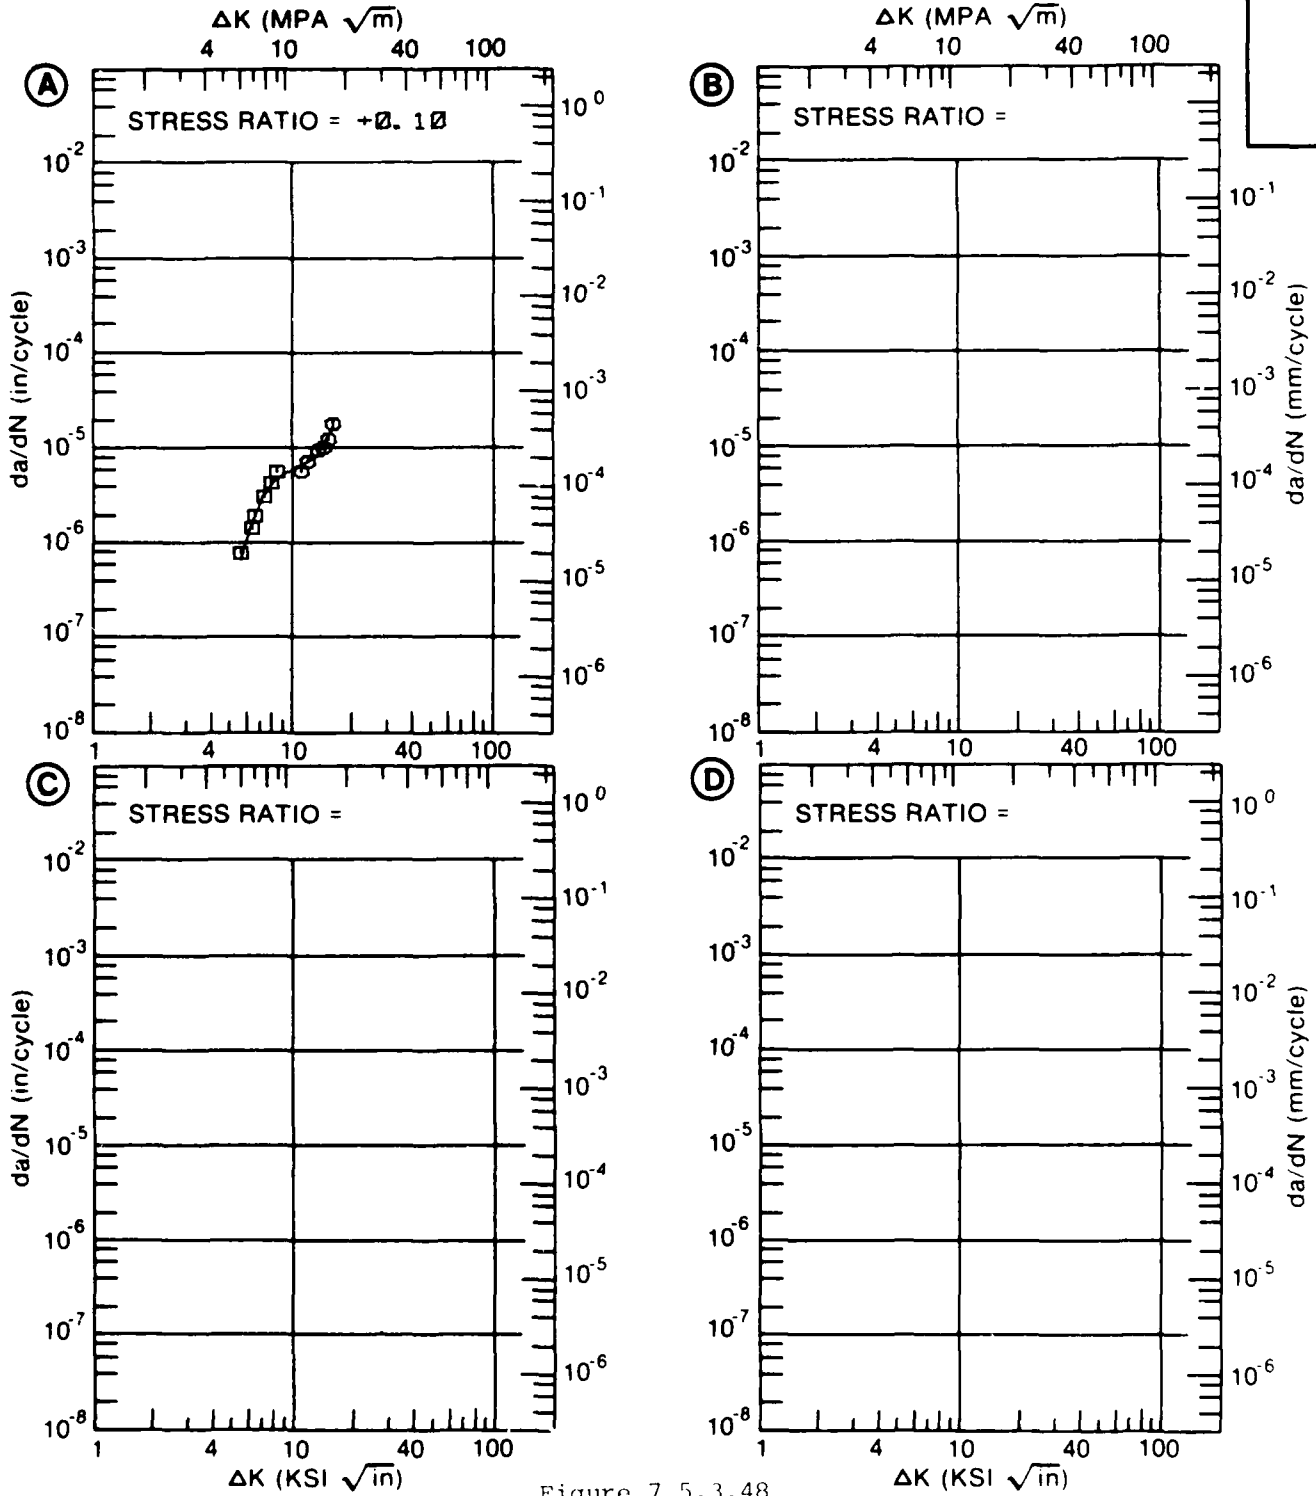 ΔK (MPA √m)
4 10 40 100
A
STRESS RATIO = +0.10
10^0
10^-2
10^-1
10^-3
10^-2
10^-4
10^-3
10^-5
10^-4
10^-6
10^-5
10^-7
10^-6
10^-8
1 4 10 40 100
da/dN (in/cycle)
ΔK (MPA √m)
4 10 40 100
B
STRESS RATIO =
10^-2
10^-1
10^-3
10^-2
10^-4
10^-3
10^-5
10^-4
10^-6
10^-5
10^-7
10^-6
10^-8
1 4 10 40 100
da/dN (mm/cycle)
C
STRESS RATIO =
10^0
10^-2
10^-1
10^-3
10^-2
10^-4
10^-3
10^-5
10^-4
10^-6
10^-5
10^-7
10^-6
10^-8
1 4 10 40 100
da/dN (in/cycle)
ΔK (KSI √in)
D
STRESS RATIO =
10^0
10^-2
10^-1
10^-3
10^-2
10^-4
10^-3
10^-5
10^-4
10^-6
10^-5
10^-7
10^-6
10^-8
1 4 10 40 100
da/dN (mm/cycle)
ΔK (KSI √in)
Figure 7.5.3.48